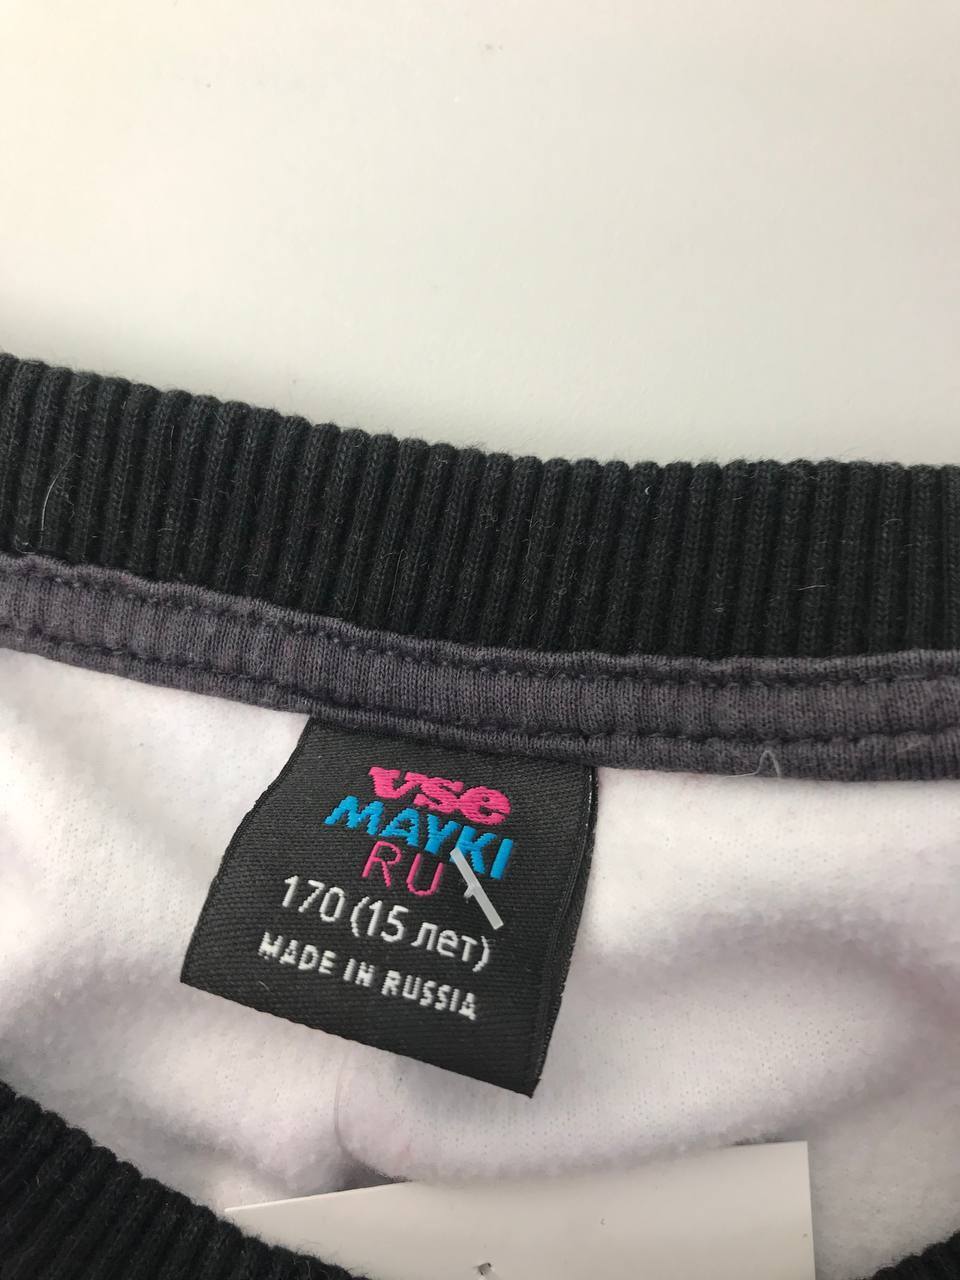 vse
MAYKI
RU
170 (15 лет)
MADE IN RUSSIA